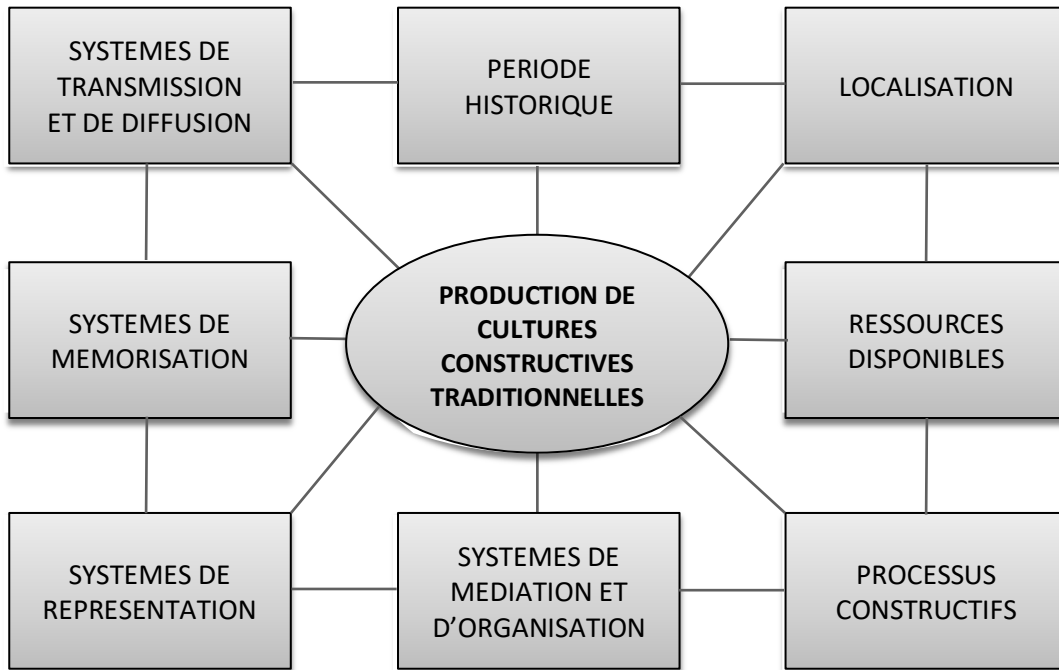 SYSTEMES DE
TRANSMISSION
ET DE DIFFUSION
PERIODE
HISTORIQUE
LOCALISATION
SYSTEMES DE
MEMORISATION
PRODUCTION DE
CULTURES
CONSTRUCTIVES
TRADITIONNELLES
RESSOURCES
DISPONIBLES
SYSTEMES DE
REPRESENTATION
SYSTEMES DE
MEDIATION ET
D’ORGANISATION
PROCESSUS
CONSTRUCTIFS